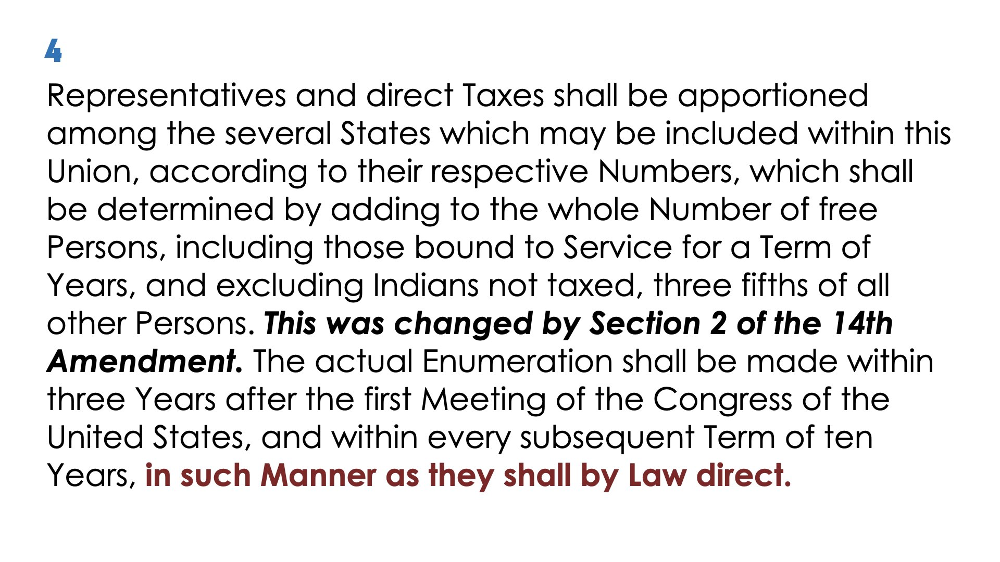 4
Representatives and direct Taxes shall be apportioned
among the several States which may be included within this
Union, according to their respective Numbers, which shall
be determined by adding to the whole Number of free
Persons, including those bound to Service for a Term of
Years, and excluding Indians not taxed, three fifths of all
other Persons. This was changed by Section 2 of the 14th
Amendment. The actual Enumeration shall be made within
three Years after the first Meeting of the Congress of the
United States, and within every subsequent Term of ten
Years, in such Manner as they shall by Law direct.